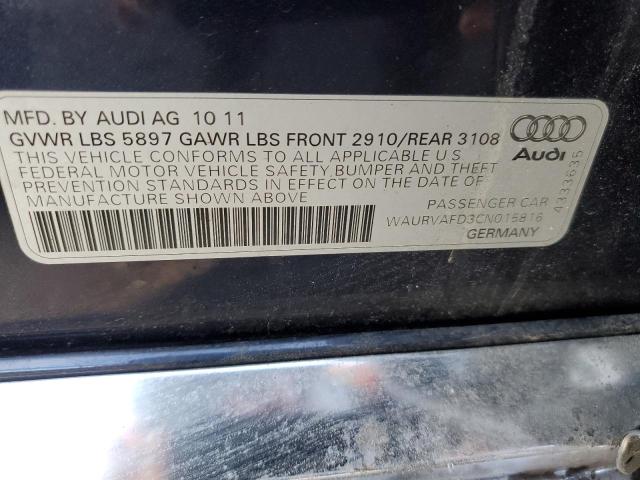 MFD. BY AUDI AG 10 11
GVWR LBS 5897 GAWR LBS FRONT 2910/REAR 3108
THIS VEHICLE CONFORMS TO ALL APPLICABLE U S
FEDERAL MOTOR VEHICLE SAFETY,BUMPER AND THEFT
PREVENTION STANDARDS IN EFFECT ON THE DATE OF
MANUFACTURE SHOWN ABOVE
Audi
4333635
PASSENGER CAR
WAURVAFD3CN015816
GERMANY